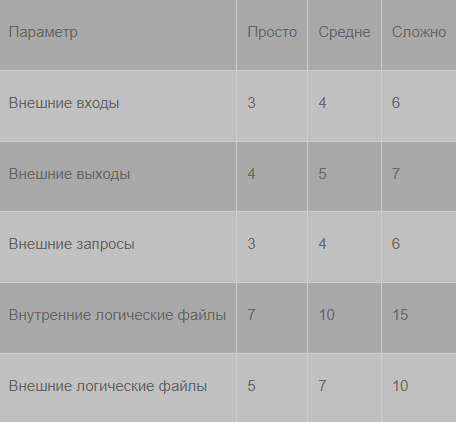 Параметр Просто Средне Сложно
Внешние входы 3 4 6
Внешние выходы 4 5 7
Внешние запросы 3 4 6
Внутренние логические файлы 7 10 15
Внешние логические файлы 5 7 10